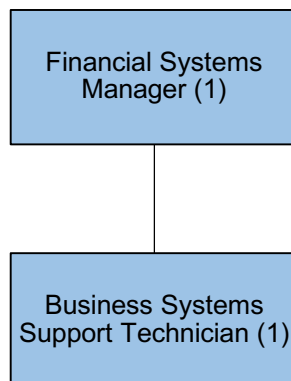 Financial Systems
Manager (1)
Business Systems
Support Technician (1)